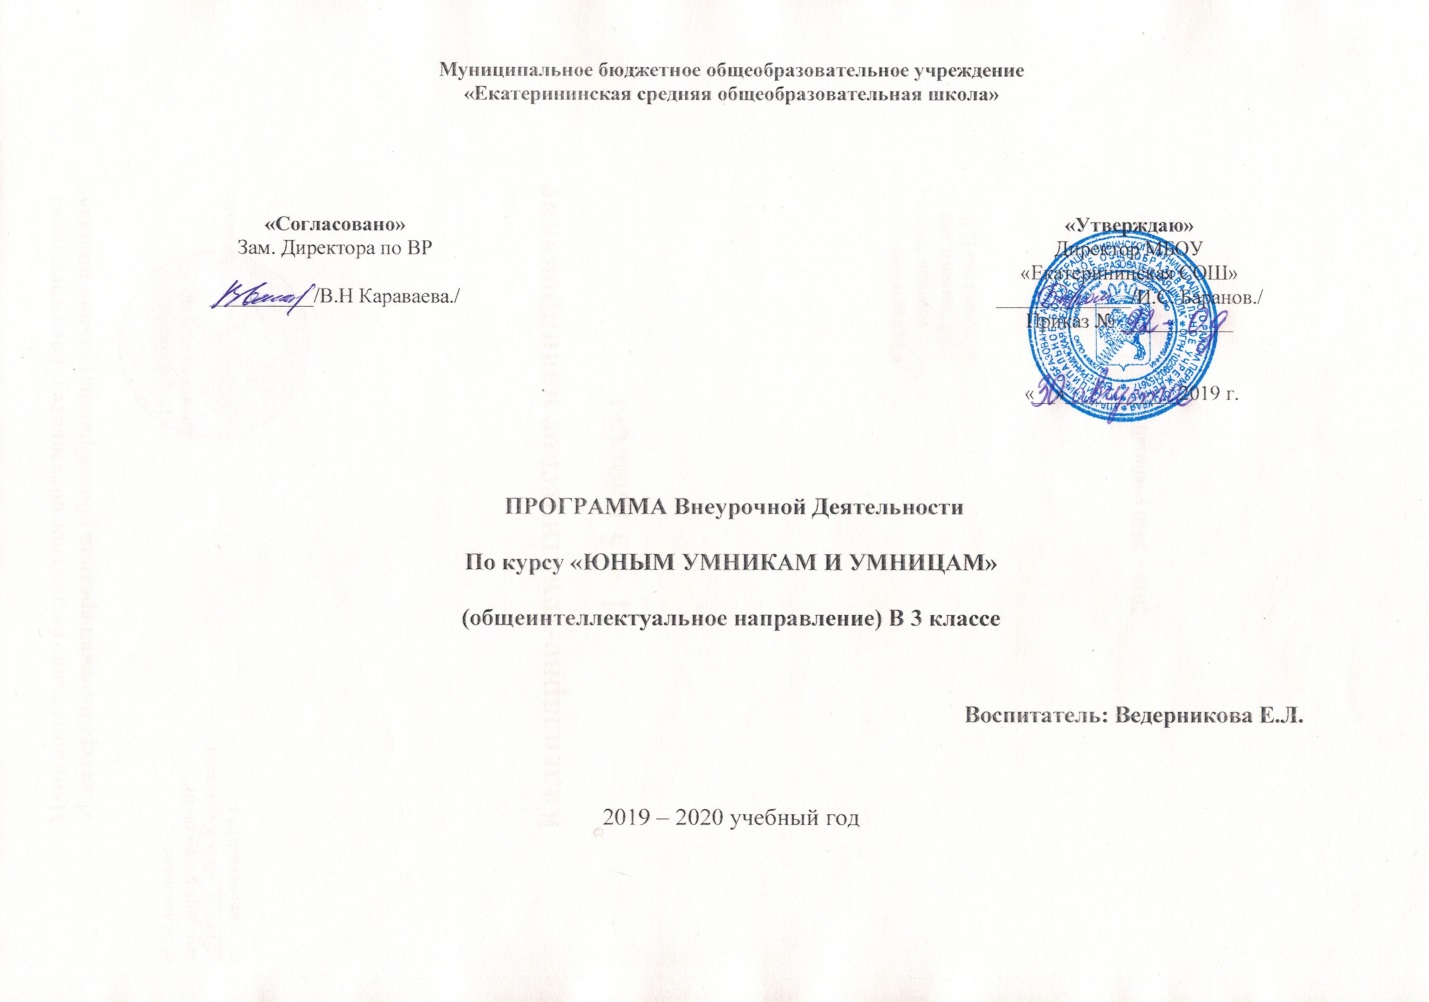 Муниципальное бюджетное общеобразовательное учреждение
«Екатерининская средняя общеобразовательная школа»
«Согласовано»
Зам. Директора по ВР
/В.Н Караваева./
«Утверждаю»
Директор МБОУ
«Екатерининская СОШ»
/И.С. Баранов./
Приказ №
« 30 » августа 2019 г.
ПРОГРАММА Внеурочной Деятельности
По курсу «ЮНЫМ УМНИКАМ И УМНИЦАМ»
(общеинтеллектуальное направление) В 3 классе
Воспитатель: Ведерникова Е.Л.
2019 – 2020 учебный год